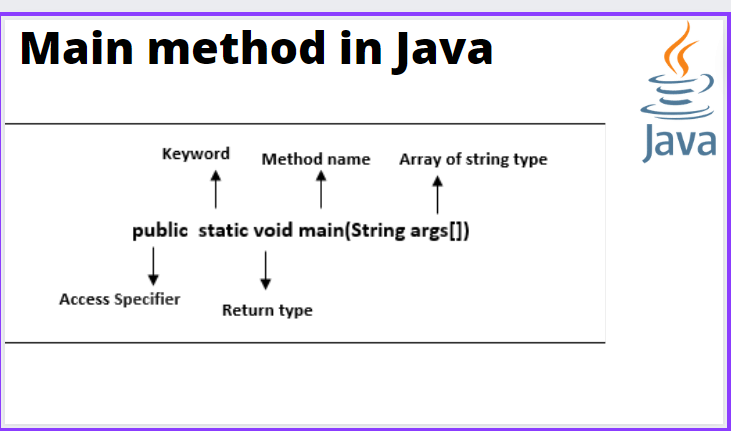 Main method in Java
Java
Keyword
Method name
Array of string type
public static void main(String args[])
Access Specifier
Return type